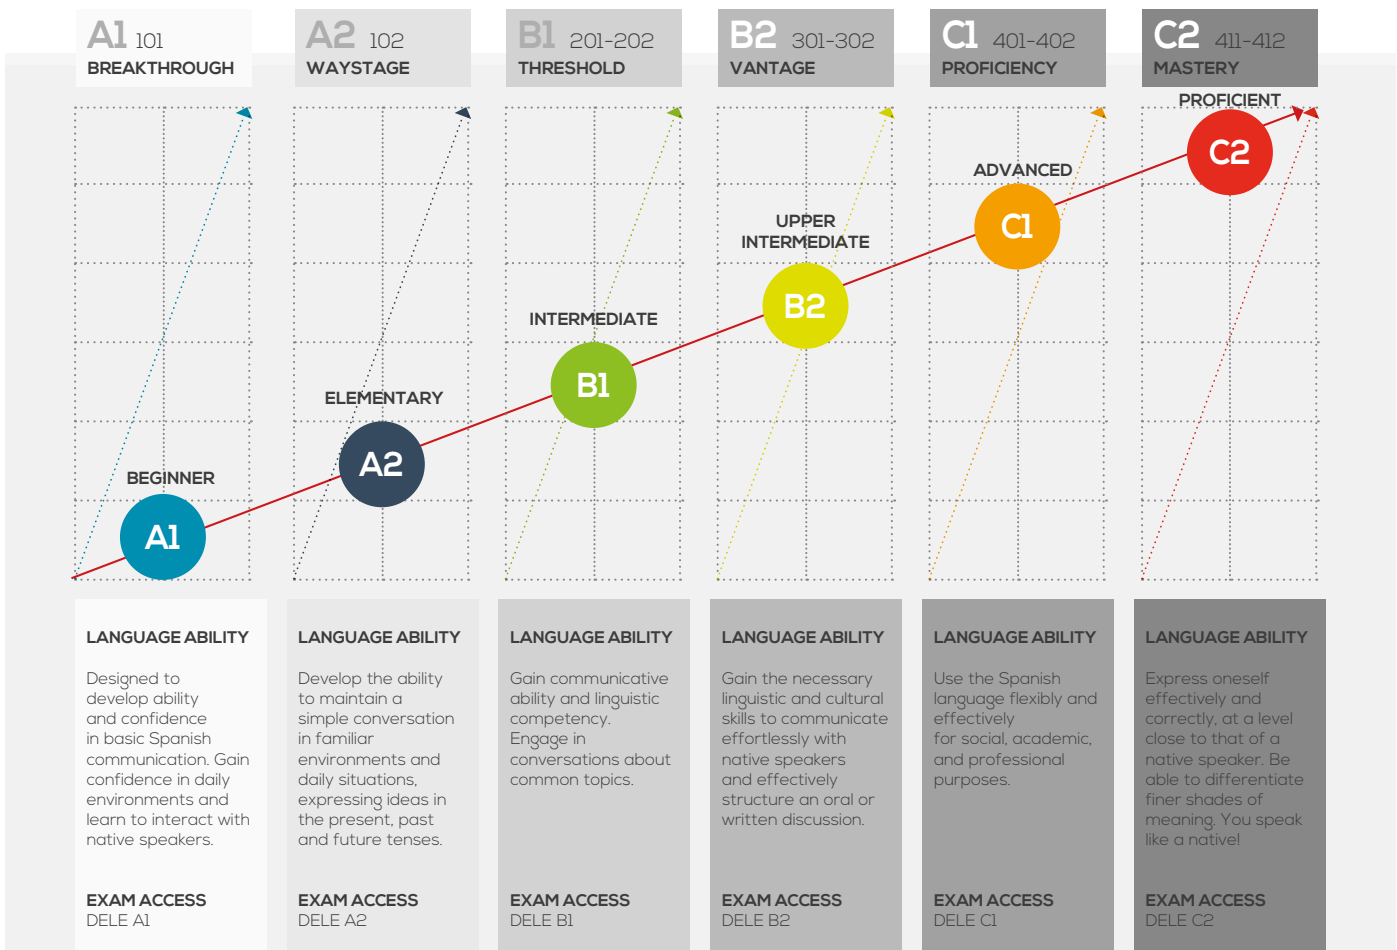 A1 101
BREAKTHROUGH
A2 102
WAYSTAGE
B1 201-202
THRESHOLD
B2 301-302
VANTAGE
C1 401-402
PROFICIENCY
C2 411-412
MASTERY
PROFICIENT
C2
ADVANCED
C1
UPPER
INTERMEDIATE
B2
INTERMEDIATE
B1
ELEMENTARY
A2
BEGINNER
A1
LANGUAGE ABILITY
Designed to
develop ability
and confidence
in basic Spanish
communication. Gain
confidence in daily
environments and
learn to interact with
native speakers.
EXAM ACCESS
DELE A1
LANGUAGE ABILITY
Develop the ability
to maintain a
simple conversation
in familiar
environments and
daily situations,
expressing ideas in
the present, past
and future tenses.
EXAM ACCESS
DELE A2
LANGUAGE ABILITY
Gain communicative
ability and linguistic
competency.
Engage in
conversations about
common topics.
EXAM ACCESS
DELE B1
LANGUAGE ABILITY
Gain the necessary
linguistic and cultural
skills to communicate
effortlessly with
native speakers
and effectively
structure an oral or
written discussion.
EXAM ACCESS
DELE B2
LANGUAGE ABILITY
Use the Spanish
language flexibly and
effectively
for social, academic,
and professional
purposes.
EXAM ACCESS
DELE C1
LANGUAGE ABILITY
Express oneself
effectively and
correctly, at a level
close to that of a
native speaker. Be
able to differentiate
finer shades of
meaning. You speak
like a native!
EXAM ACCESS
DELE C2